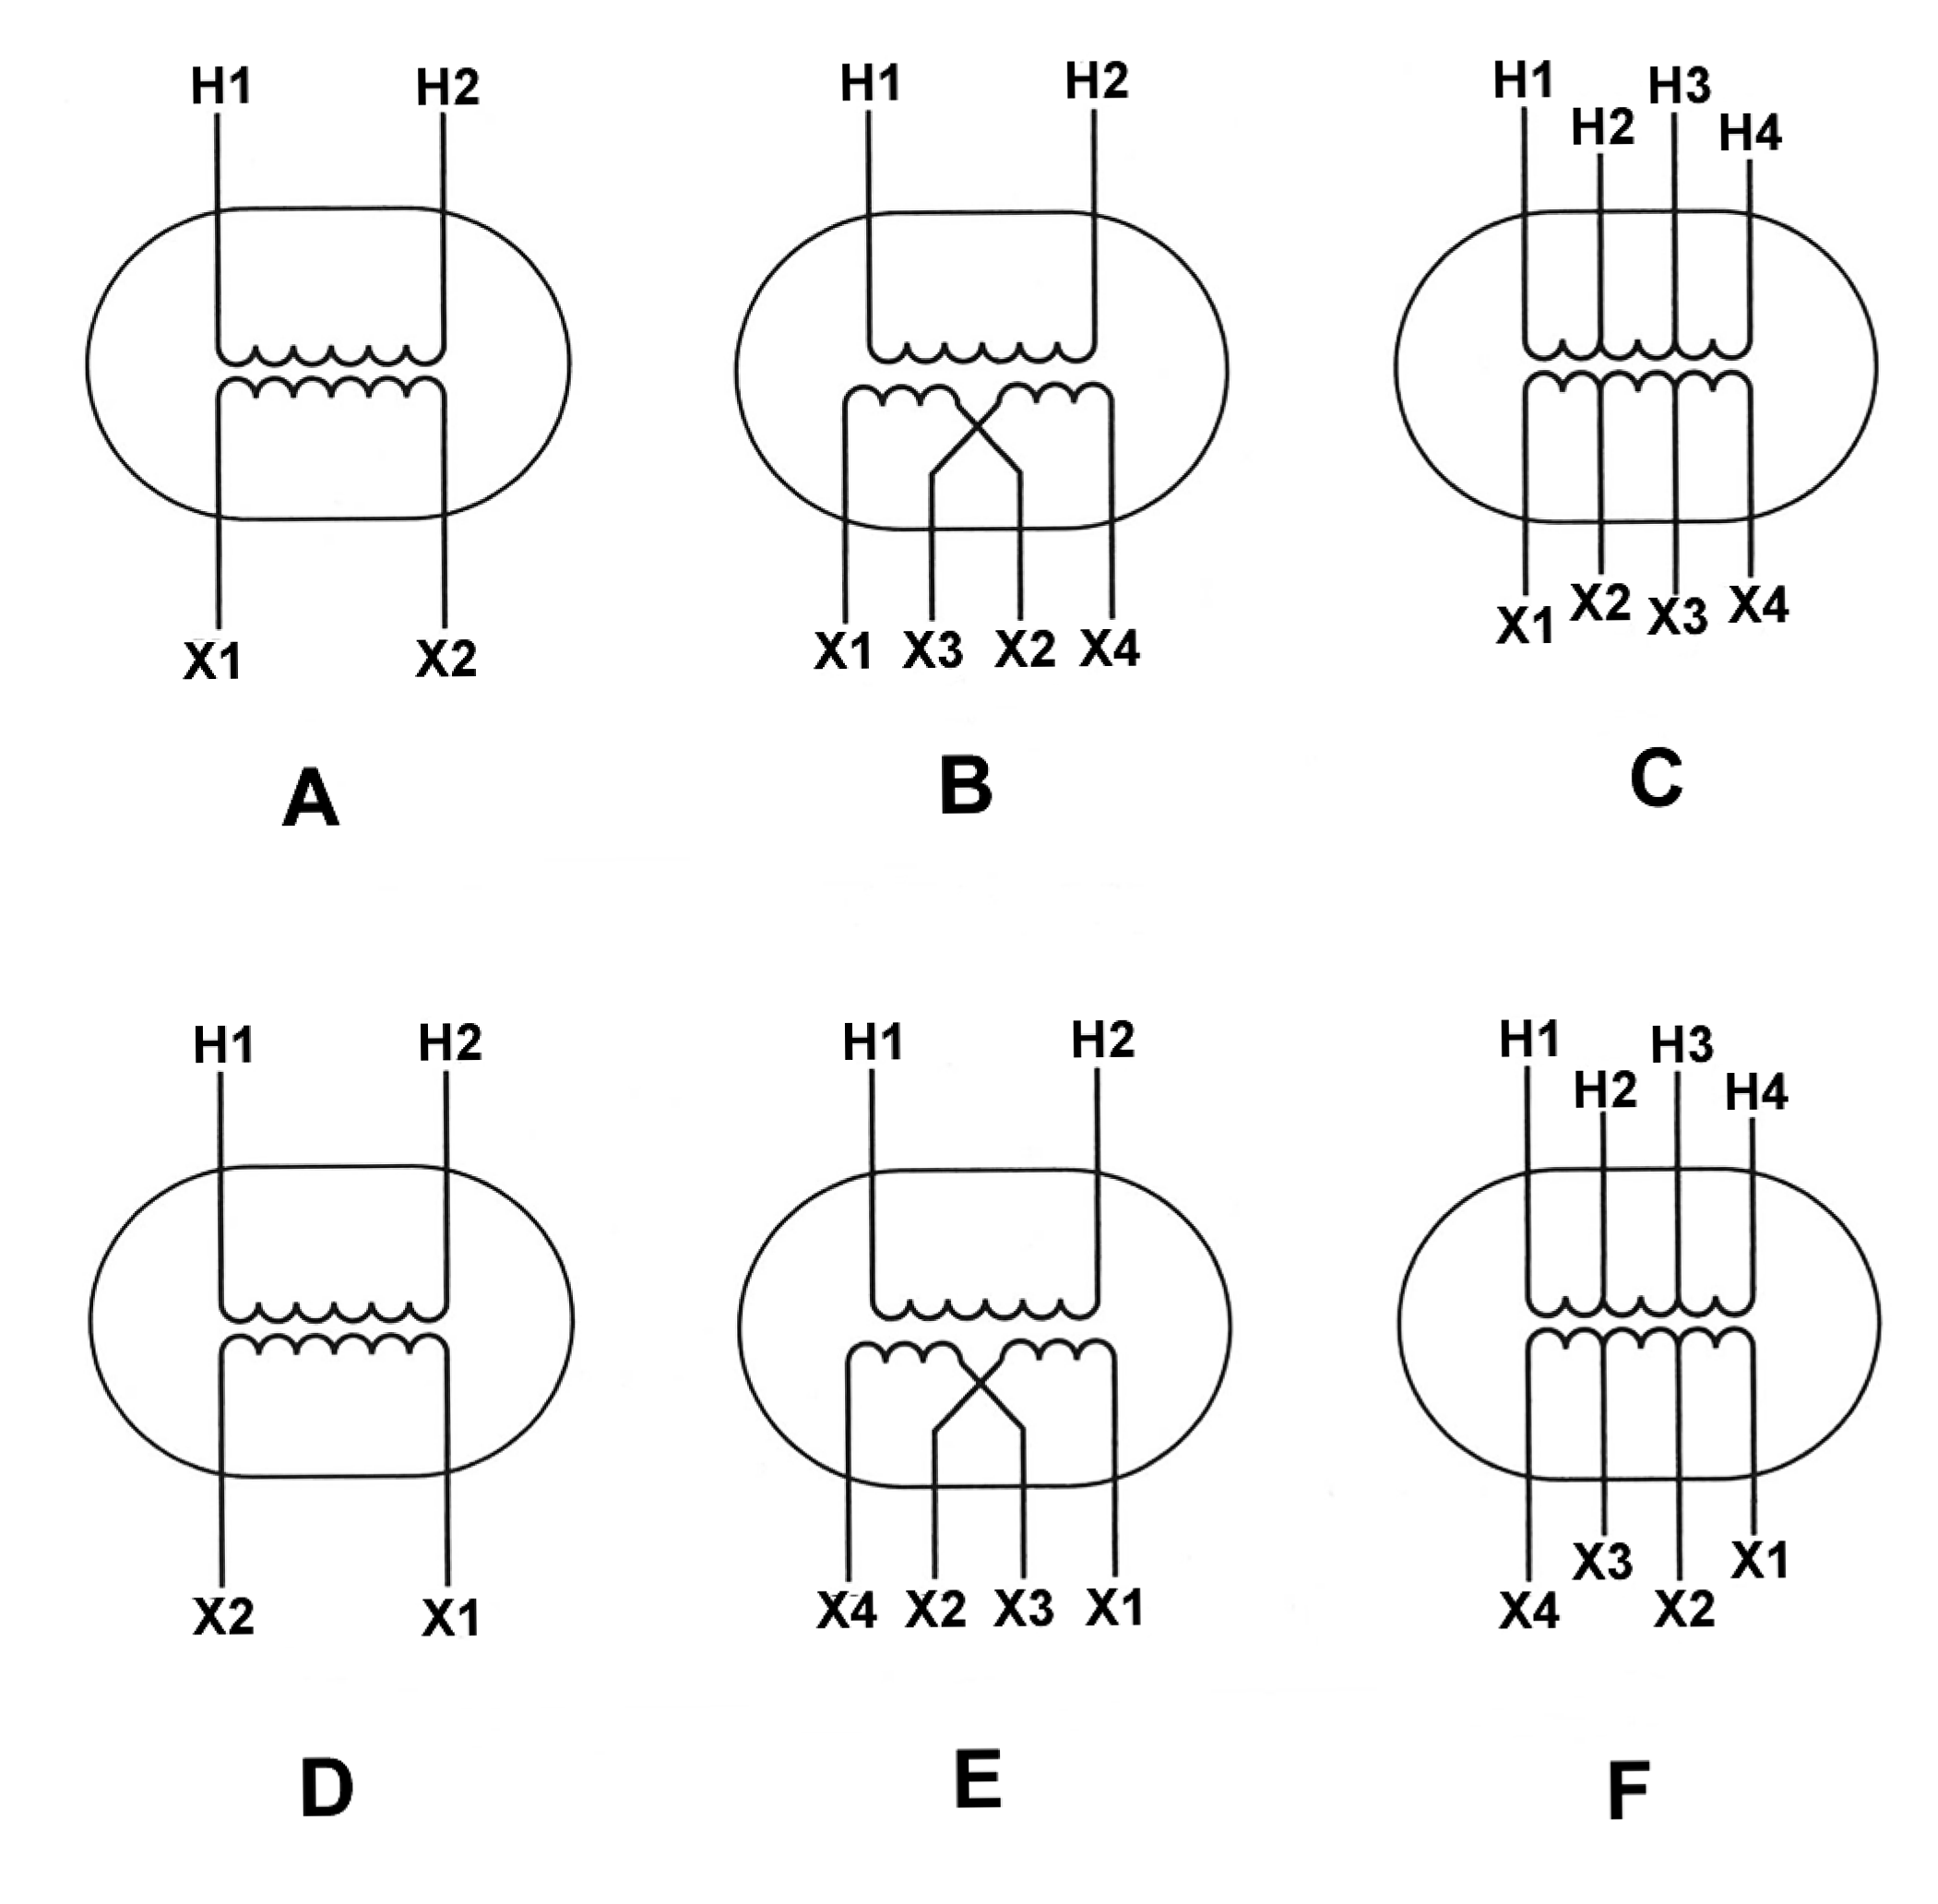 H1 H2
X1 X2
A
H1 H2
X1 X3 X2 X4
B
H1 H2 H3 H4
X1 X2 X3 X4
C
H1 H2
X2 X1
D
H1 H2
X4 X2 X3 X1
E
H1 H2 H3 H4
X4 X3 X2 X1
F